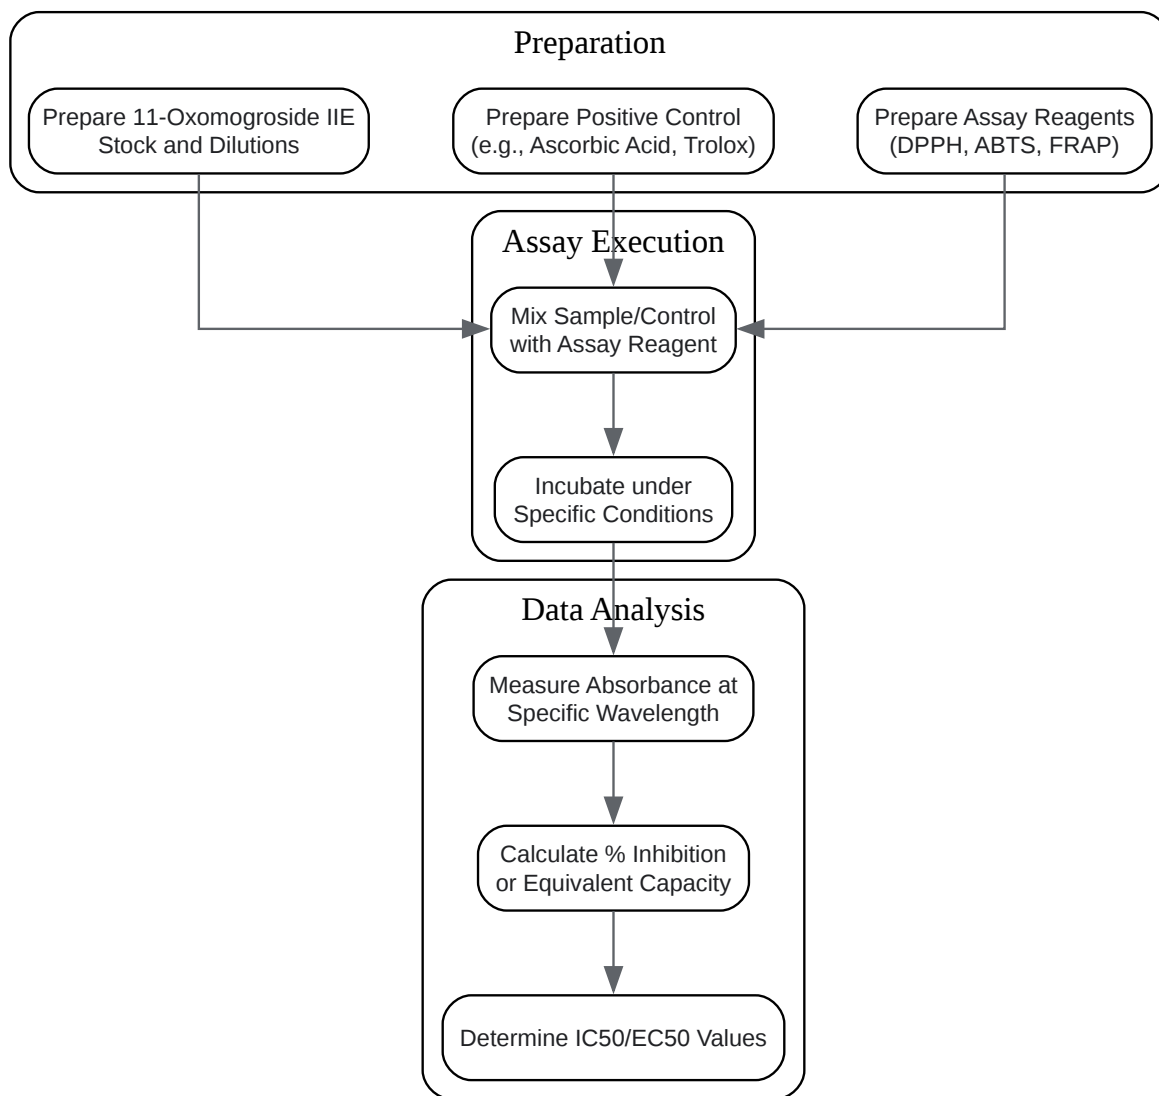 Preparation
Prepare 11-Oxomogroside IIE
Stock and Dilutions
Prepare Positive Control
(e.g., Ascorbic Acid, Trolox)
Prepare Assay Reagents
(DPPH, ABTS, FRAP)
Assay Execution
Mix Sample/Control
with Assay Reagent
Incubate under
Specific Conditions
Data Analysis
Measure Absorbance at
Specific Wavelength
Calculate % Inhibition
or Equivalent Capacity
Determine IC50/EC50 Values